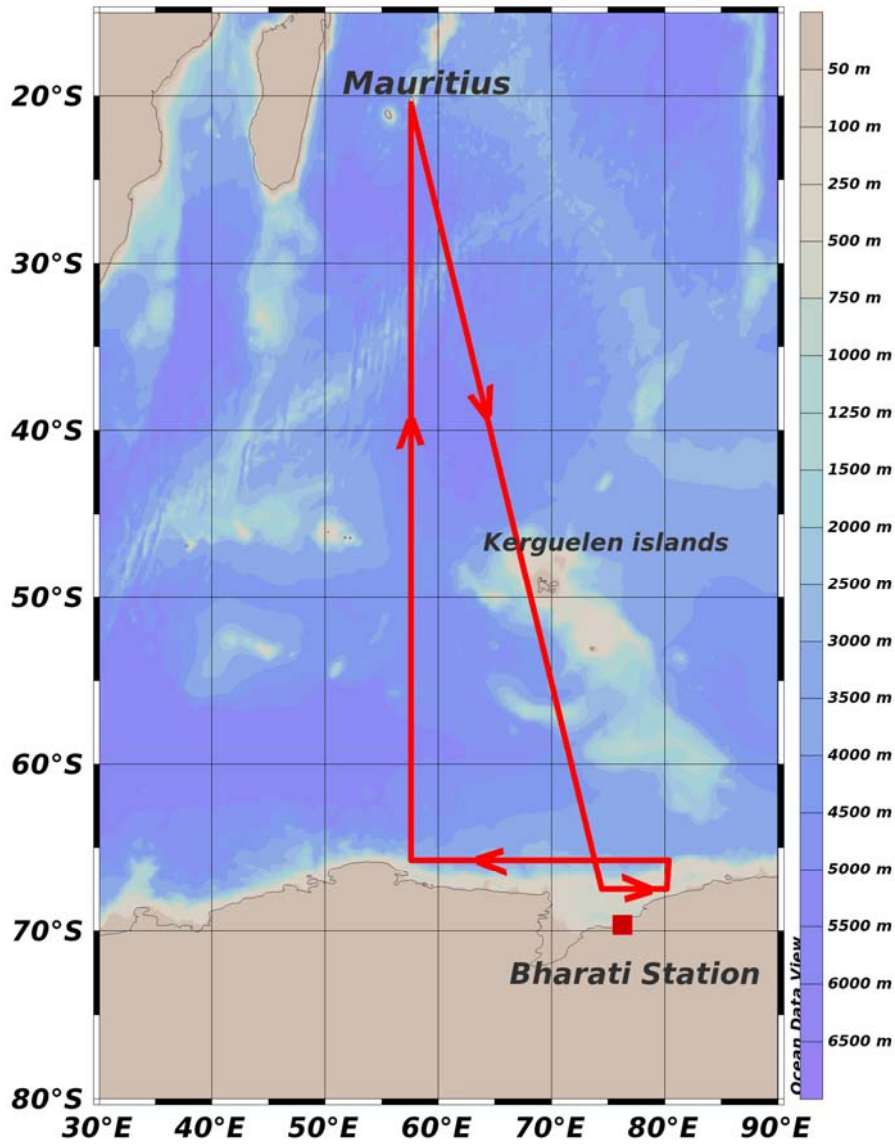 Mauritius
20°S
30°S
40°S
50°S
60°S
70°S
80°S
Kerguelen islands
Bharati Station
30°E
40°E
50°E
60°E
70°E
80°E
90°E
50 m
100 m
250 m
500 m
750 m
1000 m
1250 m
1500 m
2000 m
2500 m
3000 m
3500 m
4000 m
4500 m
5000 m
5500 m
6000 m
6500 m
Ocean Data View